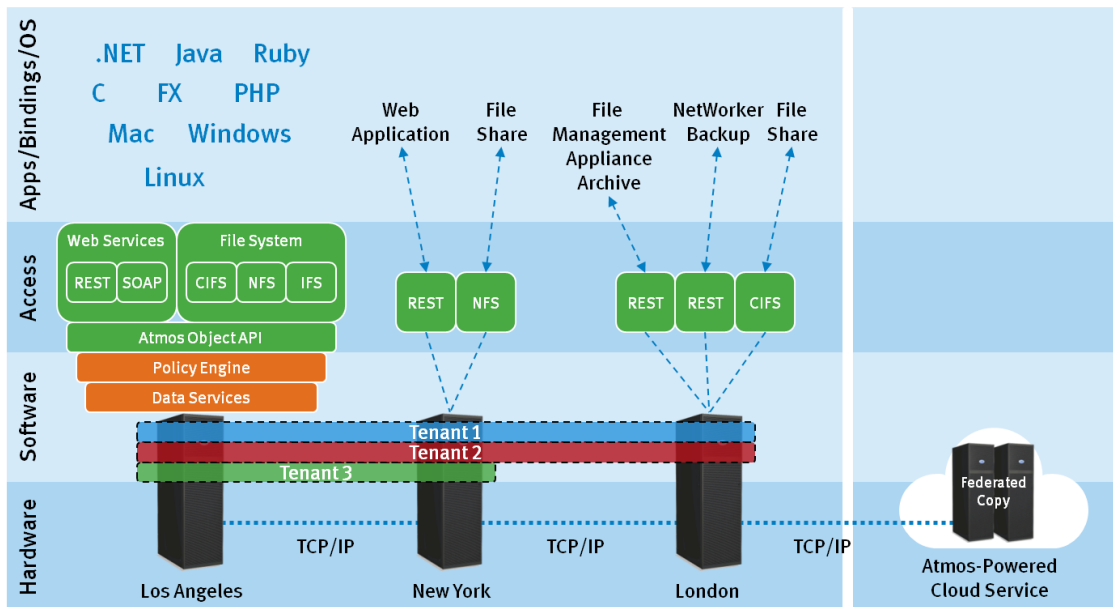 Apps/Bindings/OS
.NET Java Ruby
C FX PHP
Mac Windows
Linux
Web
Application
File
Share
File
Management
Appliance
Archive
NetWorker
Backup
File
Share
Access
Web Services
REST SOAP
File System
CIFS NFS IFS
Atmos Object API
REST NFS
REST REST CIFS
Software
Policy Engine
Data Services
Tenant 1
Tenant 2
Tenant 3
Hardware
TCP/IP
TCP/IP
TCP/IP
Los Angeles
New York
London
Federated
Copy
Atmos-Powered
Cloud Service